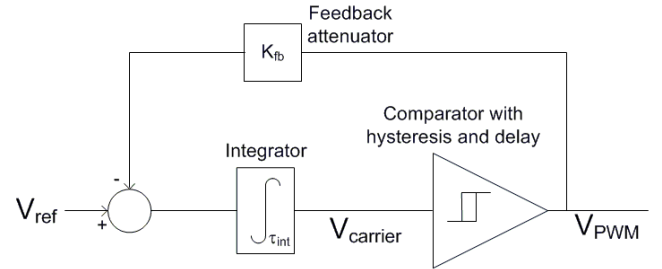 Feedback
attenuator
K_fb
Comparator with
hysteresis and delay
Integrator
-
V_ref
+
τ_int
V_carrier
V_PWM